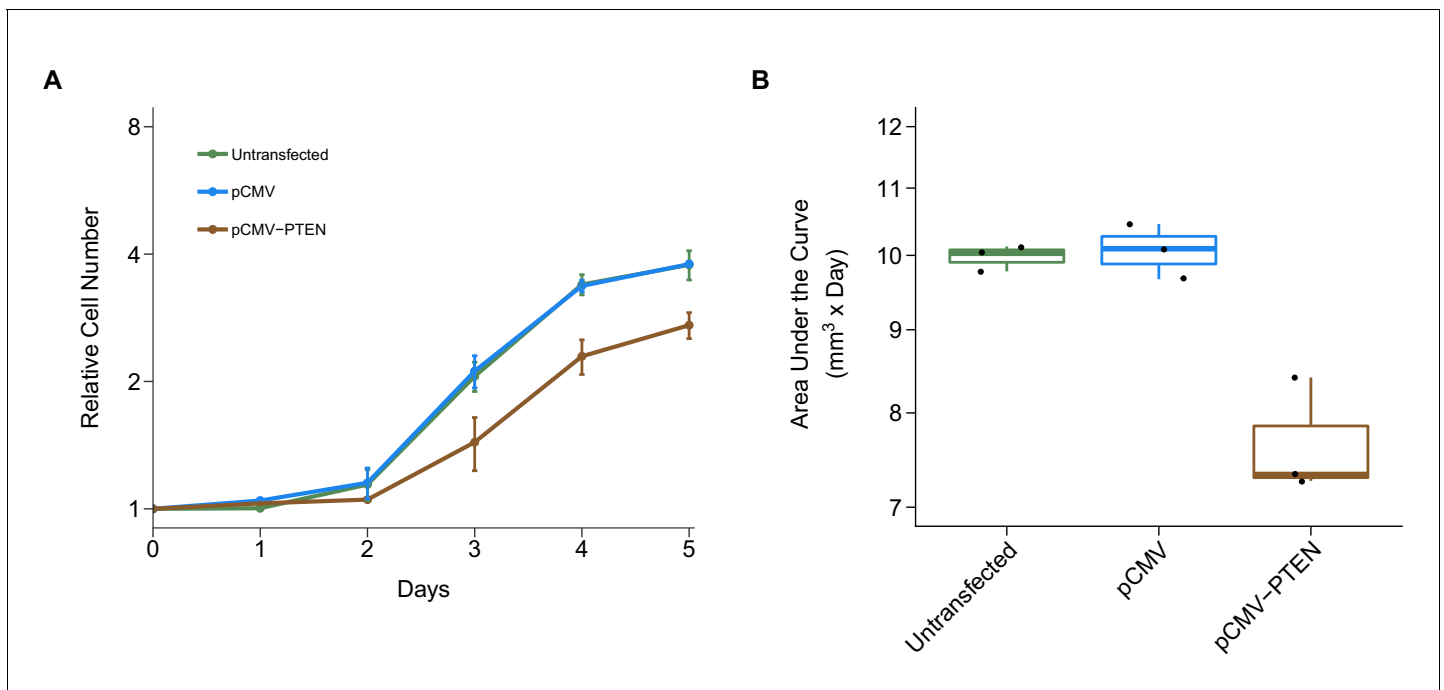 A
8
4
2
1
Relative Cell Number
Untransfected
pCMV
pCMV−PTEN
0 1 2 3 4 5
Days
B
12
11
10
9
8
7
Area Under the Curve
(mm³ x Day)
Untransfected
pCMV
pCMV−PTEN